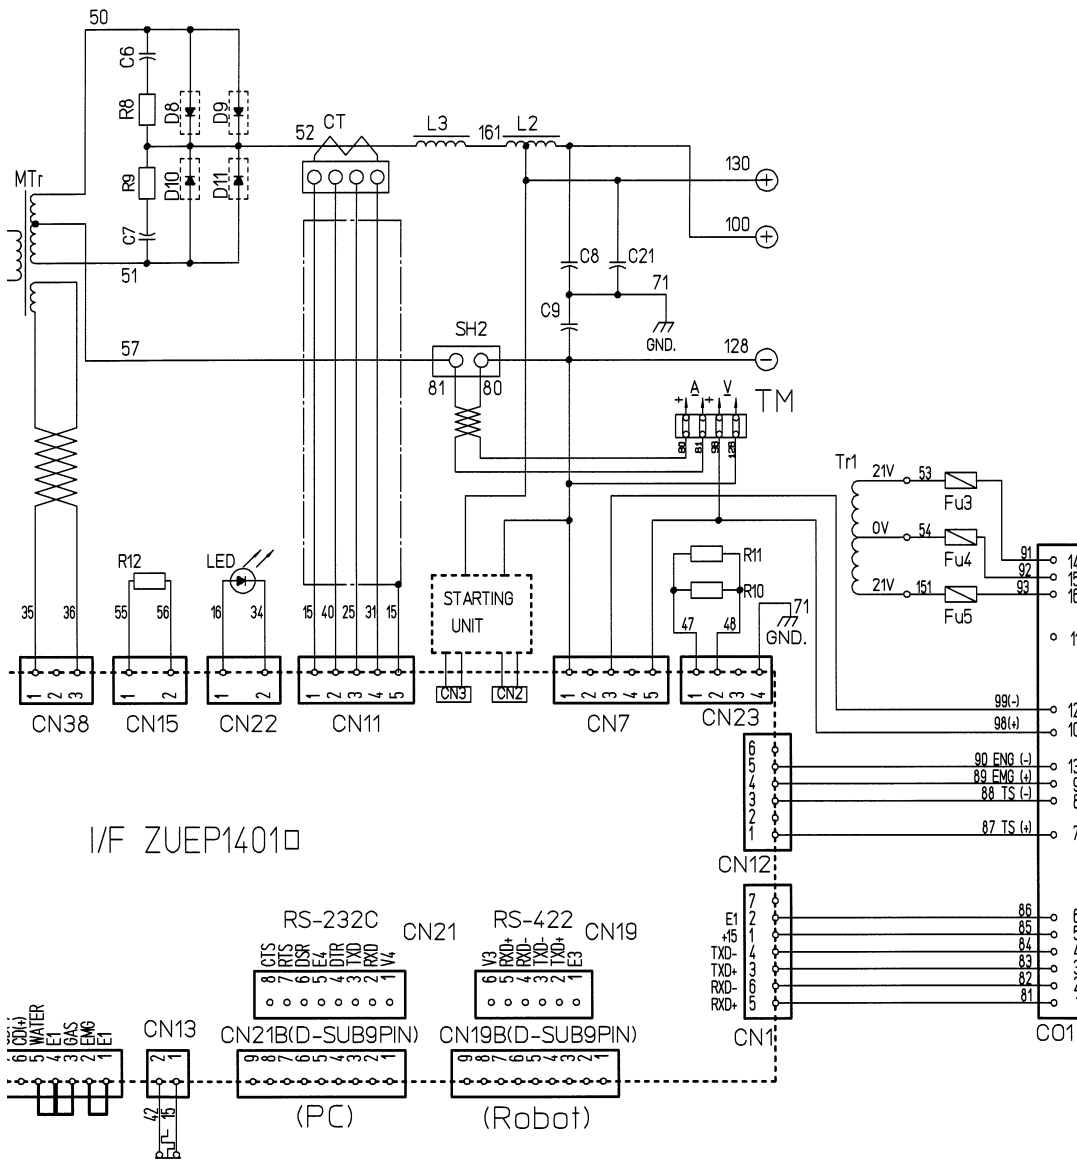 50
C6
R8
D8
D9
R9
D10
D11
C7
MTr
51
57
52
CT
L3
161
L2
130
100
C8
C21
71
GND.
C9
128
SH2
81
80
+
A
+
V
TM
80
81
98
128
Tr1
21V
53
Fu3
0V
54
Fu4
21V
151
Fu5
91
92
93
14
15
16
R12
LED
R11
R10
71
GND.
STARTING
UNIT
35
36
55
56
16
34
15
40
25
31
15
47
48
1 2 3
1 2
1 2
1 2 3 4 5
CN3
CN2
1 2 3 4 5
1 2 3 4
CN38
CN15
CN22
CN11
CN7
CN23
99(-)
12
98(+)
10
6
5
4
3
2
1
CN12
90 ENG (-)
13
89 EMG (+)
88 TS (-)
87 TS (+)
7
I/F ZUEP1401□
RS-232C
CN21
8 CTS
7 RTS
6 DSR
5 E4
4 DTR
3 TXD
2 RXD
1 V4
RS-422
CN19
6 V3
5 RXD+
4 RXD-
3 TXD-
2 TXD+
1 E3
7
E1 2
+15 1
TXD- 4
TXD+ 3
RXD- 6
RXD+ 5
CN1
86
85
84
83
82
81
CO1
6 CD(+)
5 WATER
4 E1
3 GAS
2 EMG
1 E1
CN13
2 1
42
15
CN21B(D-SUB9PIN)
9 8 7 6 5 4 3 2 1
(PC)
CN19B(D-SUB9PIN)
9 8 7 6 5 4 3 2 1
(Robot)